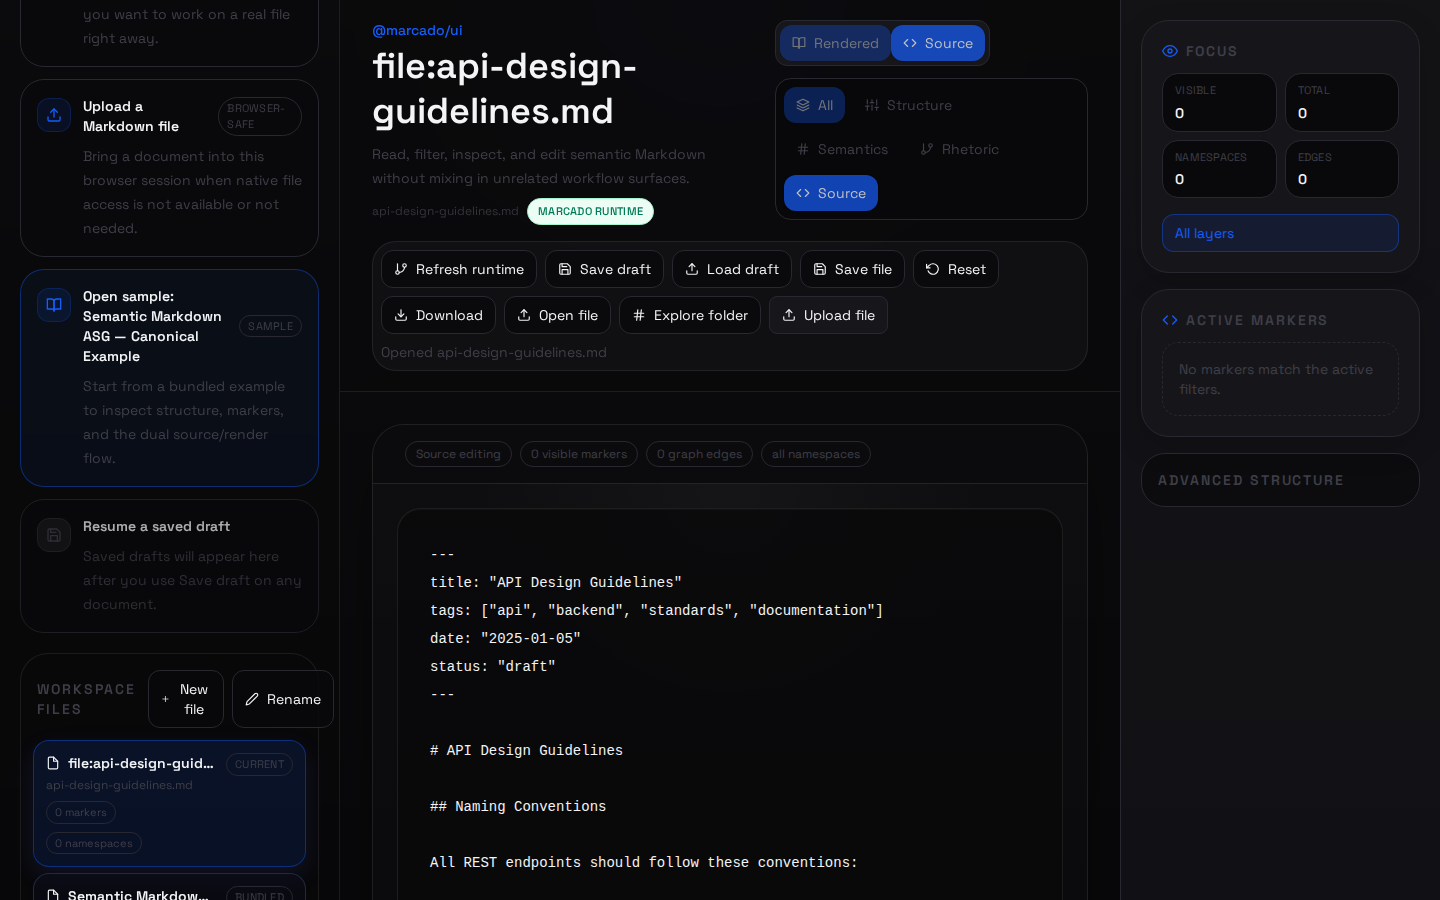 you want to work on a real file
right away.
Upload a
Markdown file
BROWSER-
SAFE
Bring a document into this
browser session when native file
access is not available or not
needed.
Open sample:
Semantic Markdown
ASG — Canonical
Example
SAMPLE
Start from a bundled example
to inspect structure, markers,
and the dual source/render
flow.
Resume a saved draft
Saved drafts will appear here
after you use Save draft on any
document.
WORKSPACE
FILES
New
file
Rename
file:api-design-guid...
CURRENT
api-design-guidelines.md
0 markers
0 namespaces
Semantic Markdow...
BUNDLED
@marcado/ui
file:api-design-
guidelines.md
Read, filter, inspect, and edit semantic Markdown
without mixing in unrelated workflow surfaces.
api-design-guidelines.md
MARCADO RUNTIME
Rendered
Source
All
Structure
Semantics
Rhetoric
Source
Refresh runtime
Save draft
Load draft
Save file
Reset
Download
Open file
Explore folder
Upload file
Opened api-design-guidelines.md
Source editing
0 visible markers
0 graph edges
all namespaces
---
title: "API Design Guidelines"
tags: ["api", "backend", "standards", "documentation"]
date: "2025-01-05"
status: "draft"
---
# API Design Guidelines
## Naming Conventions
All REST endpoints should follow these conventions:
FOCUS
VISIBLE
0
TOTAL
0
NAMESPACES
0
EDGES
0
All layers
ACTIVE MARKERS
No markers match the active
filters.
ADVANCED STRUCTURE